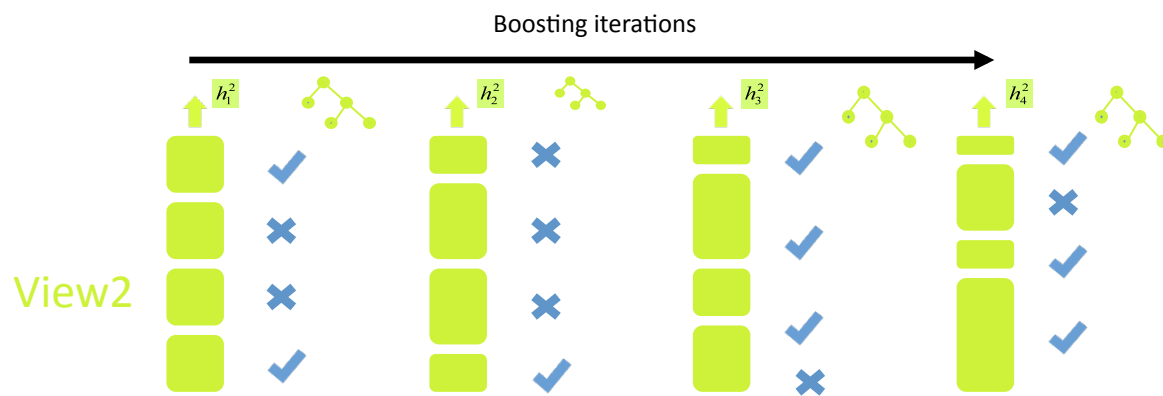 Boosting iterations
h₁² h₂² h₃² h₄²
View2